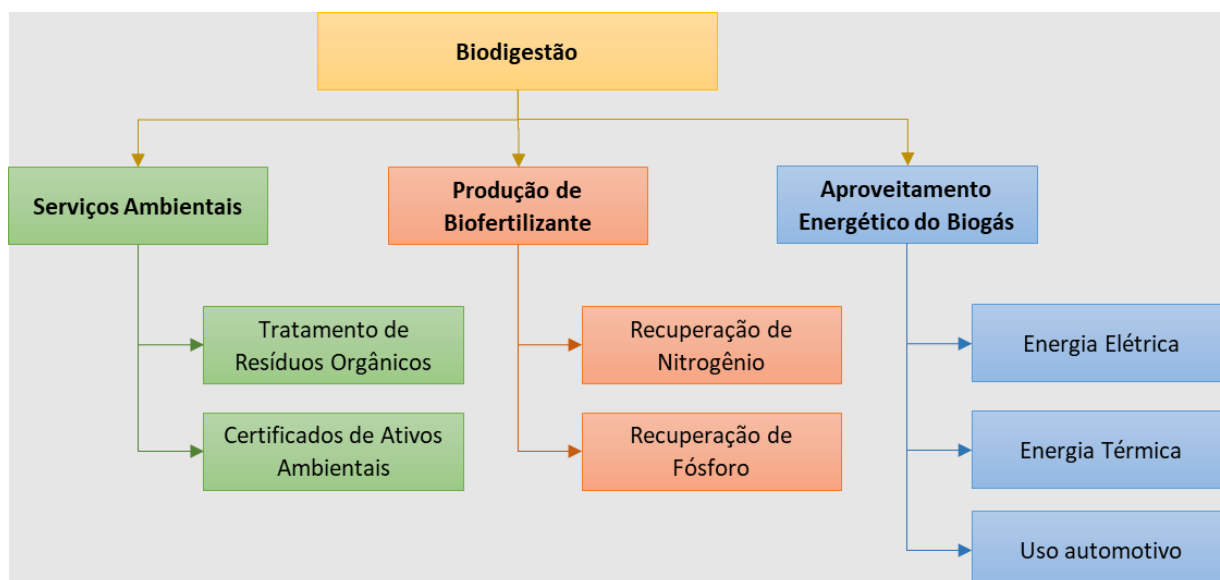 Biodigestão
Serviços Ambientais
Produção de
Biofertilizante
Aproveitamento
Energético do Biogás
Tratamento de
Resíduos Orgânicos
Certificados de Ativos
Ambientais
Recuperação de
Nitrogênio
Recuperação de
Fósforo
Energia Elétrica
Energia Térmica
Uso automotivo